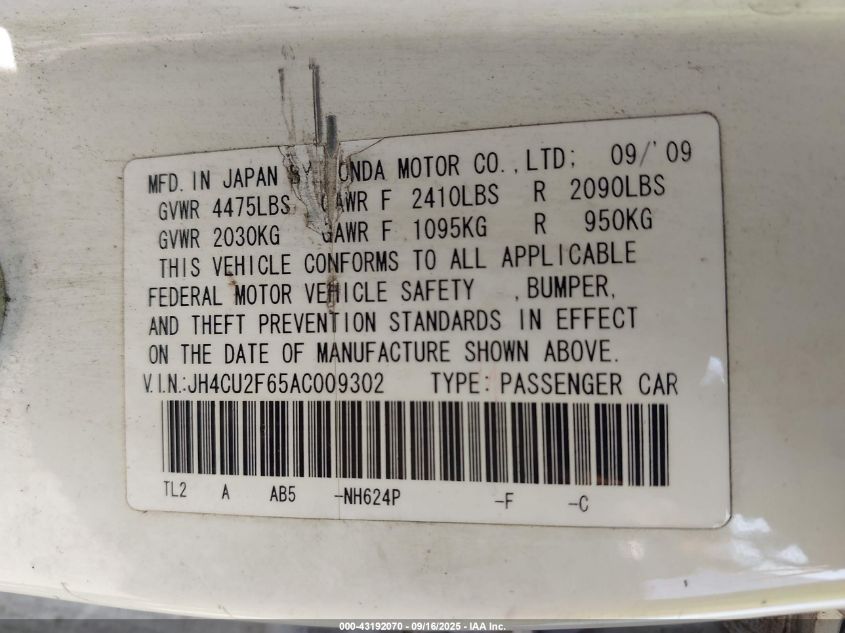 MFD. IN JAPAN BY HONDA MOTOR CO.,LTD; 09/'09
GVWR 4475LBS GAWR F 2410LBS R 2090LBS
GVWR 2030KG GAWR F 1095KG R 950KG
THIS VEHICLE CONFORMS TO ALL APPLICABLE
FEDERAL MOTOR VEHICLE SAFETY , BUMPER,
AND THEFT PREVENTION STANDARDS IN EFFECT
ON THE DATE OF MANUFACTURE SHOWN ABOVE.
V.I.N.:JH4CU2F65AC009302 TYPE: PASSENGER CAR
TL2 A AB5 -NH624P -F -C
000-43192070 - 09/16/2025 - IAA Inc.